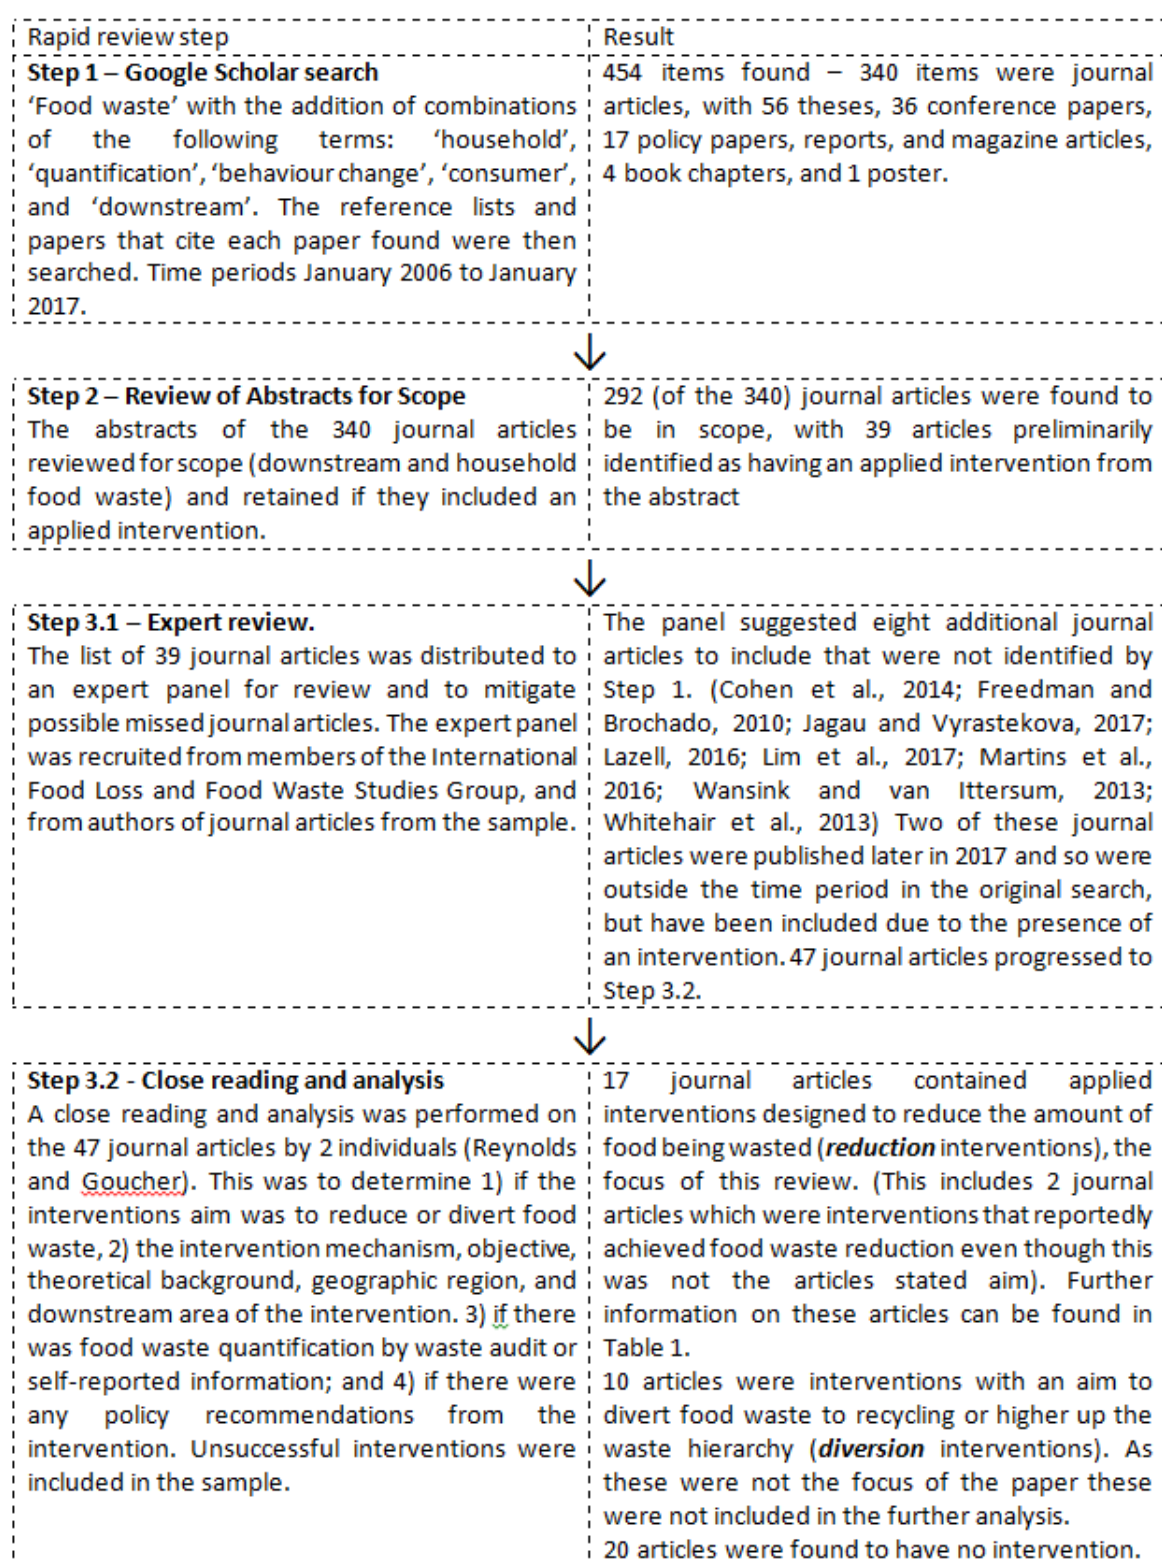 Rapid review step
Result
Step 1 – Google Scholar search
‘Food waste’ with the addition of combinations
of the following terms: ‘household’,
‘quantification’, ‘behaviour change’, ‘consumer’,
and ‘downstream’. The reference lists and
papers that cite each paper found were then
searched. Time periods January 2006 to January
2017.
454 items found – 340 items were journal
articles, with 56 theses, 36 conference papers,
17 policy papers, reports, and magazine articles,
4 book chapters, and 1 poster.
↓
Step 2 – Review of Abstracts for Scope
The abstracts of the 340 journal articles
reviewed for scope (downstream and household
food waste) and retained if they included an
applied intervention.
292 (of the 340) journal articles were found to
be in scope, with 39 articles preliminarily
identified as having an applied intervention from
the abstract
↓
Step 3.1 – Expert review.
The list of 39 journal articles was distributed to
an expert panel for review and to mitigate
possible missed journal articles. The expert panel
was recruited from members of the International
Food Loss and Food Waste Studies Group, and
from authors of journal articles from the sample.
The panel suggested eight additional journal
articles to include that were not identified by
Step 1. (Cohen et al., 2014; Freedman and
Brochado, 2010; Jagau and Vyrastekova, 2017;
Lazell, 2016; Lim et al., 2017; Martins et al.,
2016; Wansink and van Ittersum, 2013;
Whitehair et al., 2013) Two of these journal
articles were published later in 2017 and so were
outside the time period in the original search,
but have been included due to the presence of
an intervention. 47 journal articles progressed to
Step 3.2.
↓
Step 3.2 - Close reading and analysis
A close reading and analysis was performed on
the 47 journal articles by 2 individuals (Reynolds
and Goucher). This was to determine 1) if the
interventions aim was to reduce or divert food
waste, 2) the intervention mechanism, objective,
theoretical background, geographic region, and
downstream area of the intervention. 3) if there
was food waste quantification by waste audit or
self-reported information; and 4) if there were
any policy recommendations from the
intervention. Unsuccessful interventions were
included in the sample.
17 journal articles contained applied
interventions designed to reduce the amount of
food being wasted (reduction interventions), the
focus of this review. (This includes 2 journal
articles which were interventions that reportedly
achieved food waste reduction even though this
was not the articles stated aim). Further
information on these articles can be found in
Table 1.
10 articles were interventions with an aim to
divert food waste to recycling or higher up the
waste hierarchy (diversion interventions). As
these were not the focus of the paper these
were not included in the further analysis.
20 articles were found to have no intervention.